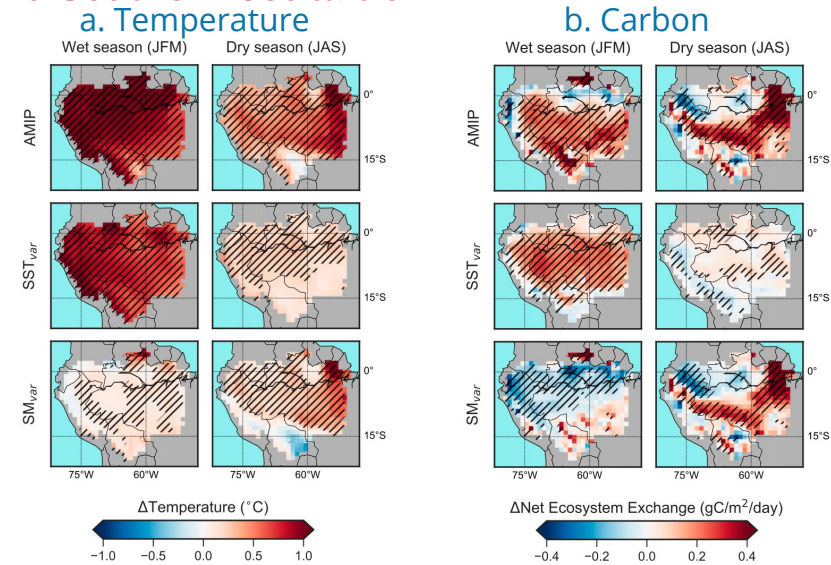 a. Temperature
b. Carbon
Wet season (JFM)
Dry season (JAS)
Wet season (JFM)
Dry season (JAS)
AMIP
0°
15°S
AMIP
0°
15°S
SSTvar
0°
15°S
SSTvar
0°
15°S
SMvar
0°
15°S
SMvar
0°
15°S
75°W
60°W
75°W
60°W
75°W
60°W
75°W
60°W
ΔTemperature (°C)
−1.0 −0.5 0.0 0.5 1.0
ΔNet Ecosystem Exchange (gC/m²/day)
−0.4 −0.2 0.0 0.2 0.4